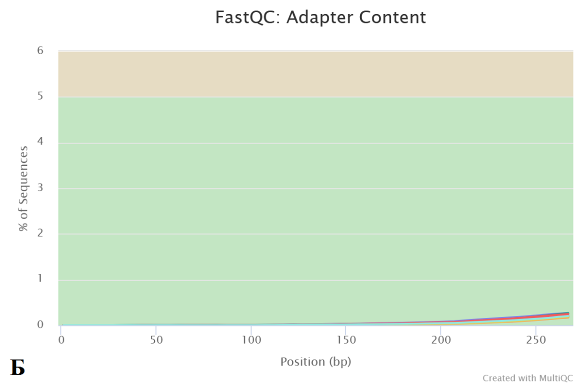 FastQC: Adapter Content
6
5
4
3
2
1
0
% of Sequences
0 50 100 150 200 250
Position (bp)
Б
Created with MultiQC